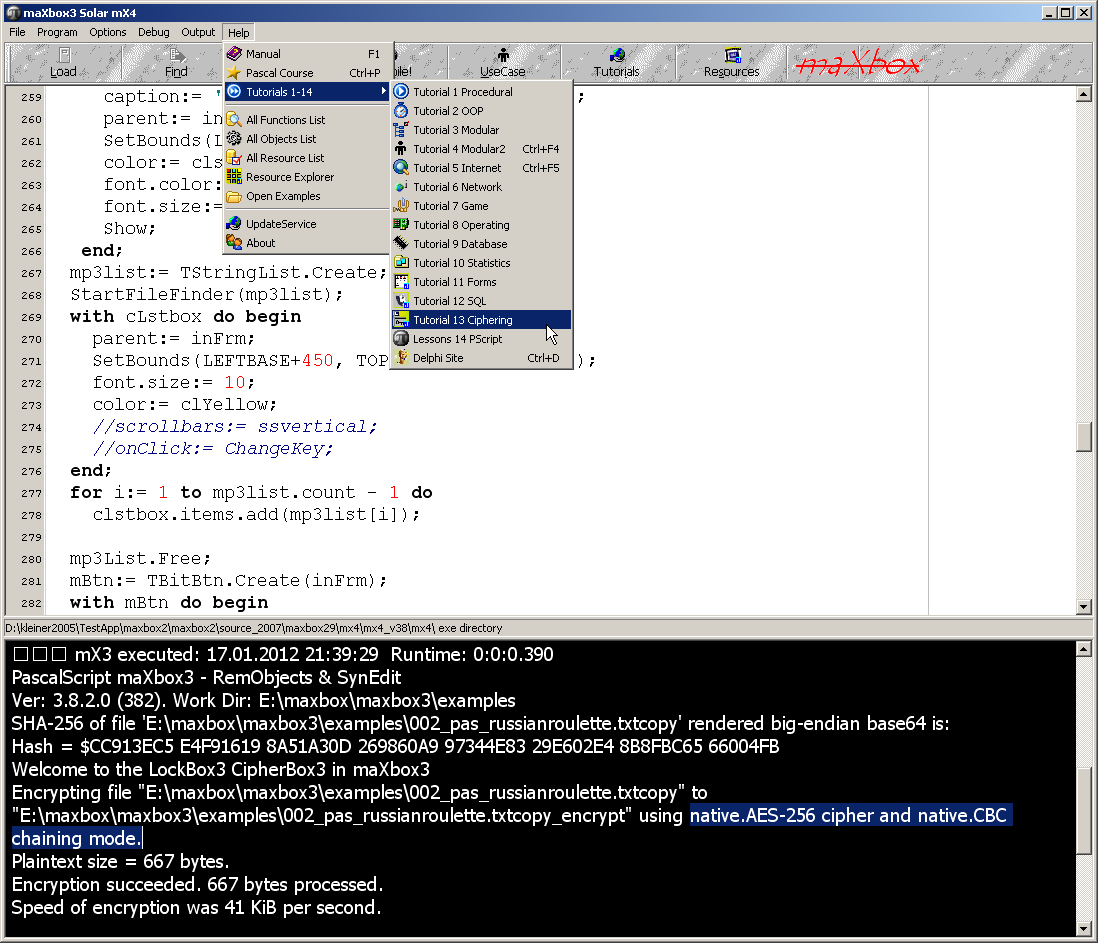 maXbox3 Solar mX4
File Program Options Debug Output Help
Load Find pile! UseCase Tutorials Resources maXbox
Manual F1
Pascal Course Ctrl+P
Tutorials 1-14
All Functions List
All Objects List
All Resource List
Resource Explorer
Open Examples
UpdateService
About
Tutorial 1 Procedural
Tutorial 2 OOP
Tutorial 3 Modular
Tutorial 4 Modular2 Ctrl+F4
Tutorial 5 Internet Ctrl+F5
Tutorial 6 Network
Tutorial 7 Game
Tutorial 8 Operating
Tutorial 9 Database
Tutorial 10 Statistics
Tutorial 11 Forms
Tutorial 12 SQL
Tutorial 13 Ciphering
Lessons 14 PScript
Delphi Site Ctrl+D
259 caption:= ' ;
260 parent:= in
261 SetBounds(L
262 color:= cls
263 font.color:
264 font.size:=
265 Show;
266 end;
267 mp3list:= TStringList.Create;
268 StartFileFinder(mp3list);
269 with cLstbox do begin
270 parent:= inFrm;
271 SetBounds(LEFTBASE+450, TOP );
272 font.size:= 10;
273 color:= clYellow;
274 //scrollbars:= ssvertical;
275 //onClick:= ChangeKey;
276 end;
277 for i:= 1 to mp3list.count - 1 do
278 clstbox.items.add(mp3list[i]);
279
280 mp3List.Free;
281 mBtn:= TBitBtn.Create(inFrm);
282 with mBtn do begin
D:\kleiner2005\TestApp\maxbox2\maxbox2\source_2007\maxbox29\mx4\mx4_v38\mx4\ exe directory
□□□ mX3 executed: 17.01.2012 21:39:29 Runtime: 0:0:0.390
PascalScript maXbox3 - RemObjects & SynEdit
Ver: 3.8.2.0 (382). Work Dir: E:\maxbox\maxbox3\examples
SHA-256 of file 'E:\maxbox\maxbox3\examples\002_pas_russianroulette.txtcopy' rendered big-endian base64 is:
Hash = $CC913EC5 E4F91619 8A51A30D 269860A9 97344E83 29E602E4 8B8FBC65 66004FB
Welcome to the LockBox3 CipherBox3 in maXbox3
Encrypting file "E:\maxbox\maxbox3\examples\002_pas_russianroulette.txtcopy" to
"E:\maxbox\maxbox3\examples\002_pas_russianroulette.txtcopy_encrypt" using native.AES-256 cipher and native.CBC
chaining mode.
Plaintext size = 667 bytes.
Encryption succeeded. 667 bytes processed.
Speed of encryption was 41 KiB per second.